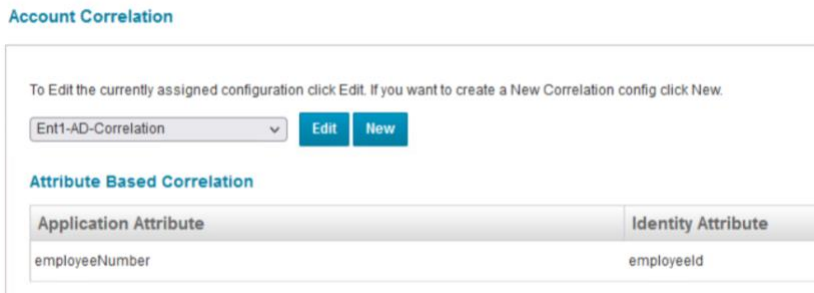 Account Correlation
To Edit the currently assigned configuration click Edit. If you want to create a New Correlation config click New.
Ent1-AD-Correlation Edit New
Attribute Based Correlation
Application Attribute Identity Attribute
employeeNumber employeeId